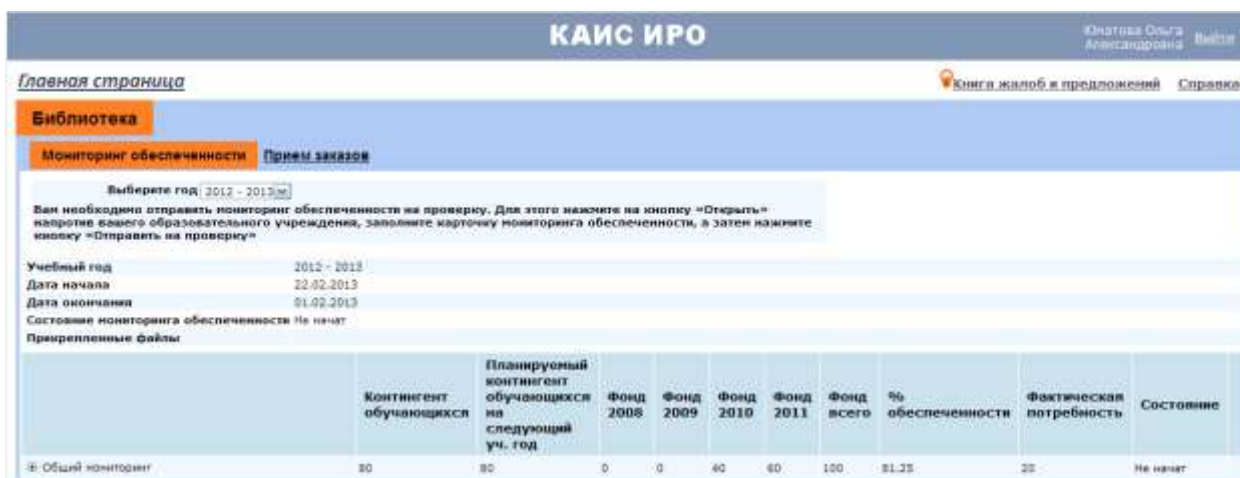 КАИС ИРО
Юнатова Ольга
Александровна Выйти
Главная страница
Книга жалоб и предложений Справка
Библиотека
Мониторинг обеспеченности Прием заказов
Выберите год 2012 - 2013
Вам необходимо отправить мониторинг обеспеченности на проверку. Для этого нажмите на кнопку «Открыть»
напротив вашего образовательного учреждения, заполните карточку мониторинга обеспеченности, а затем нажмите
кнопку «Отправить на проверку»
Учебный год 2012 - 2013
Дата начала 22.02.2013
Дата окончания 01.02.2013
Состояние мониторинга обеспеченности Не начат
Прикрепленные файлы
Контингент обучающихся
Планируемый контингент обучающихся на следующий уч. год
Фонд 2008
Фонд 2009
Фонд 2010
Фонд 2011
Фонд всего
% обеспеченности
Фактическая потребность
Состояние
Общий мониторинг 80 80 0 0 40 60 100 81.25 20 Не начат